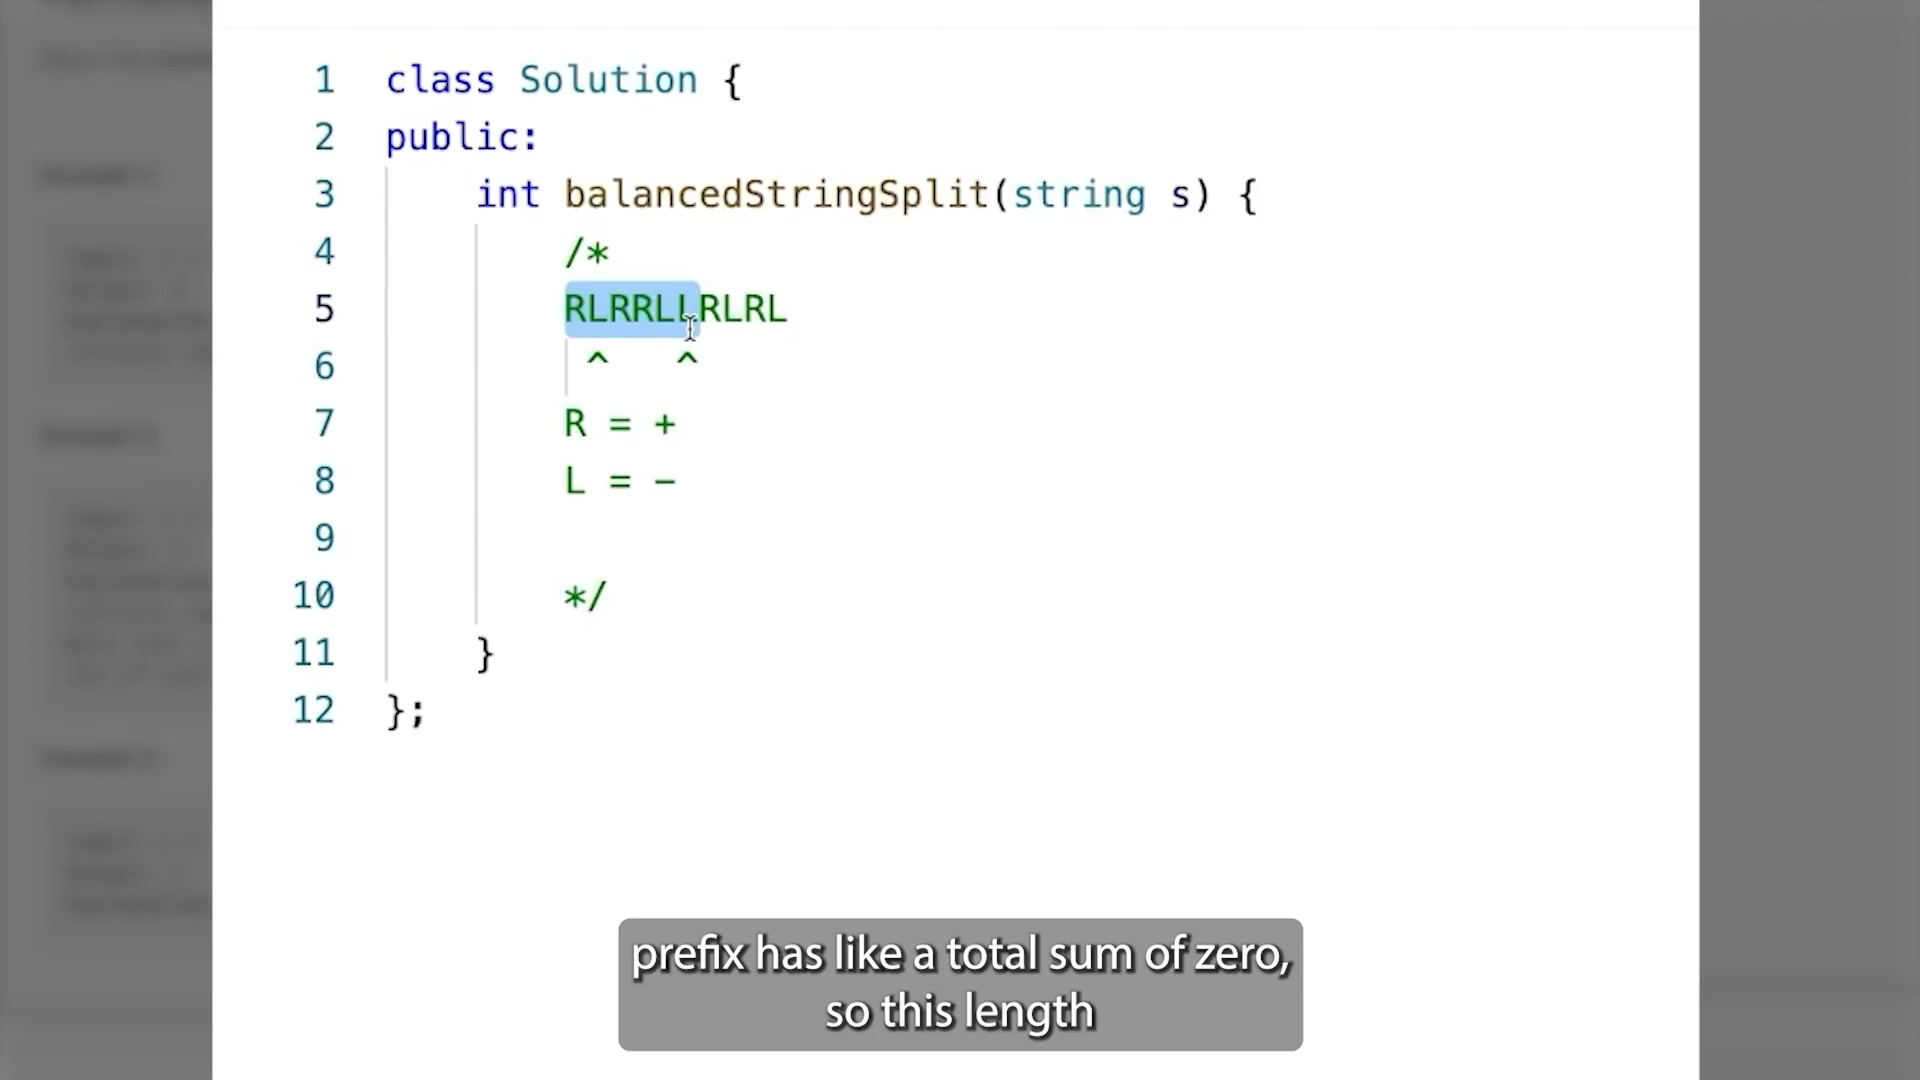 1 class Solution {
2 public:
3 int balancedStringSplit(string s) {
4 /*
5 RLRRLLRLRL
6 ^ ^
7 R = +
8 L = -
9
10 */
11 }
12 };
prefix has like a total sum of zero,
so this length